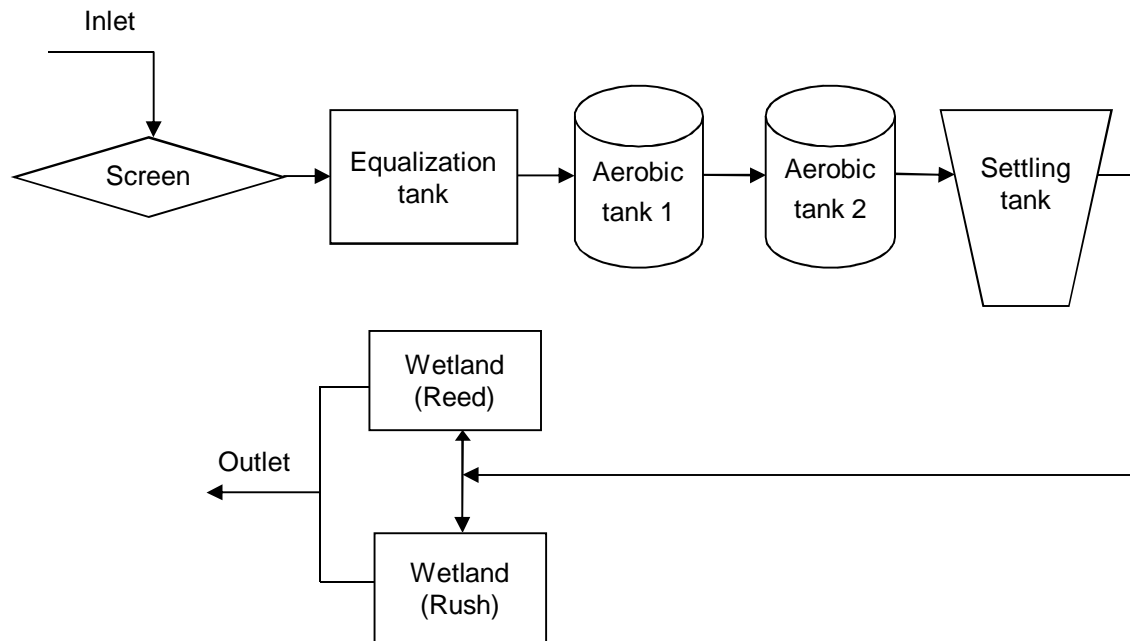 Inlet
Screen
Equalization
tank
Aerobic
tank 1
Aerobic
tank 2
Settling
tank
Wetland
(Reed)
Outlet
Wetland
(Rush)